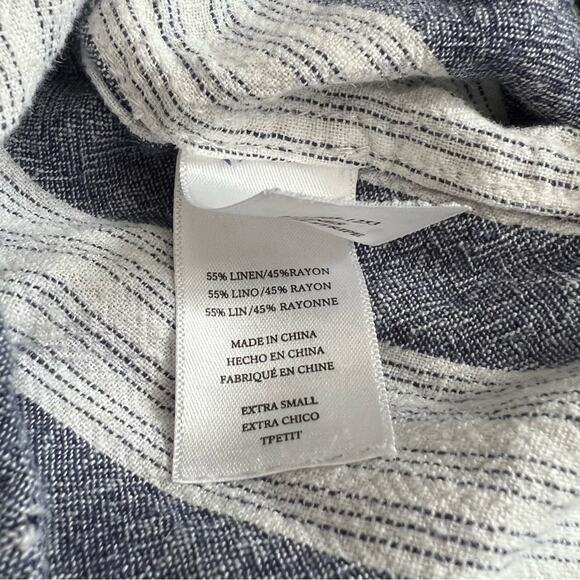 55% LINEN/45%RAYON
55% LINO/45% RAYON
55% LIN/45% RAYONNE
MADE IN CHINA
HECHO EN CHINA
FABRIQUÉ EN CHINE
EXTRA SMALL
EXTRA CHICO
TPETIT